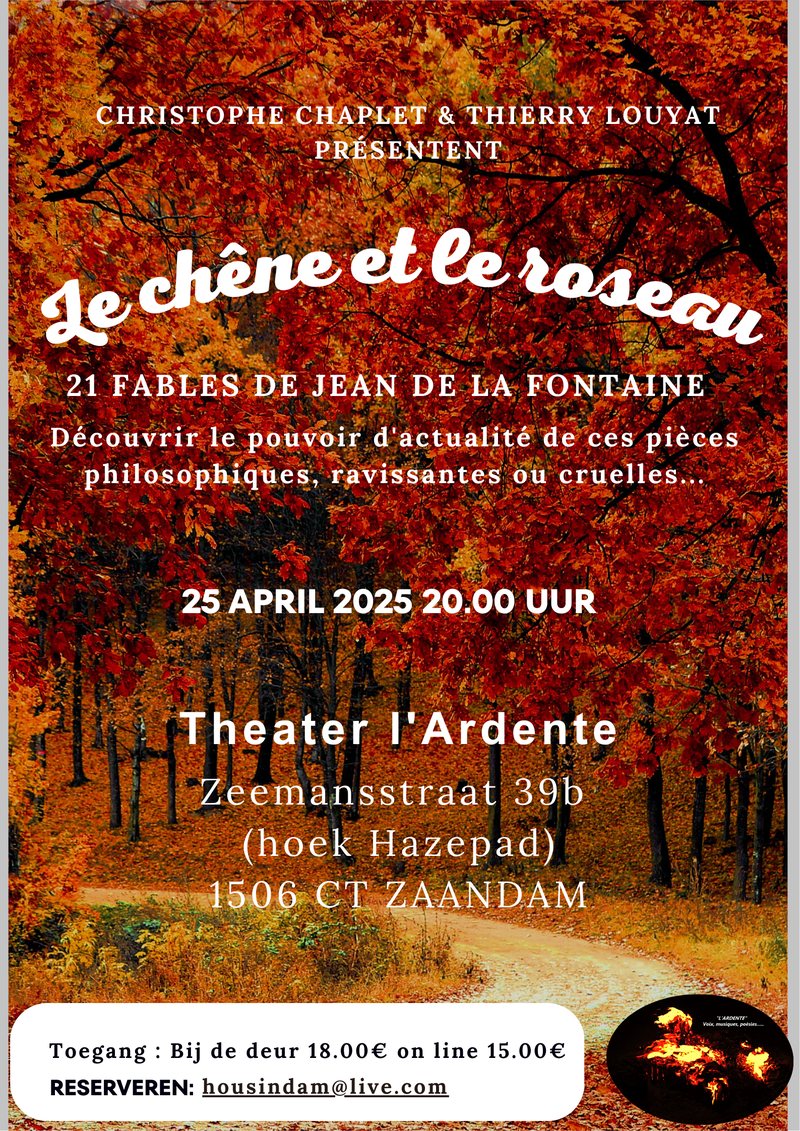 CHRISTOPHE CHAPLET & THIERRY LOUYAT
PRÉSENTENT
Le chêne et le roseau
21 FABLES DE JEAN DE LA FONTAINE
Découvrir le pouvoir d'actualité de ces pièces
philosophiques, ravissantes ou cruelles...
25 APRIL 2025 20.00 UUR
Theater l'Ardente
Zeemansstraat 39b
(hoek Hazepad)
1506 CT ZAANDAM
Toegang : Bij de deur 18.00€ on line 15.00€
RESERVEREN: housindam@live.com
"L'ARDENTE"
Voix, musiques, poésies.....